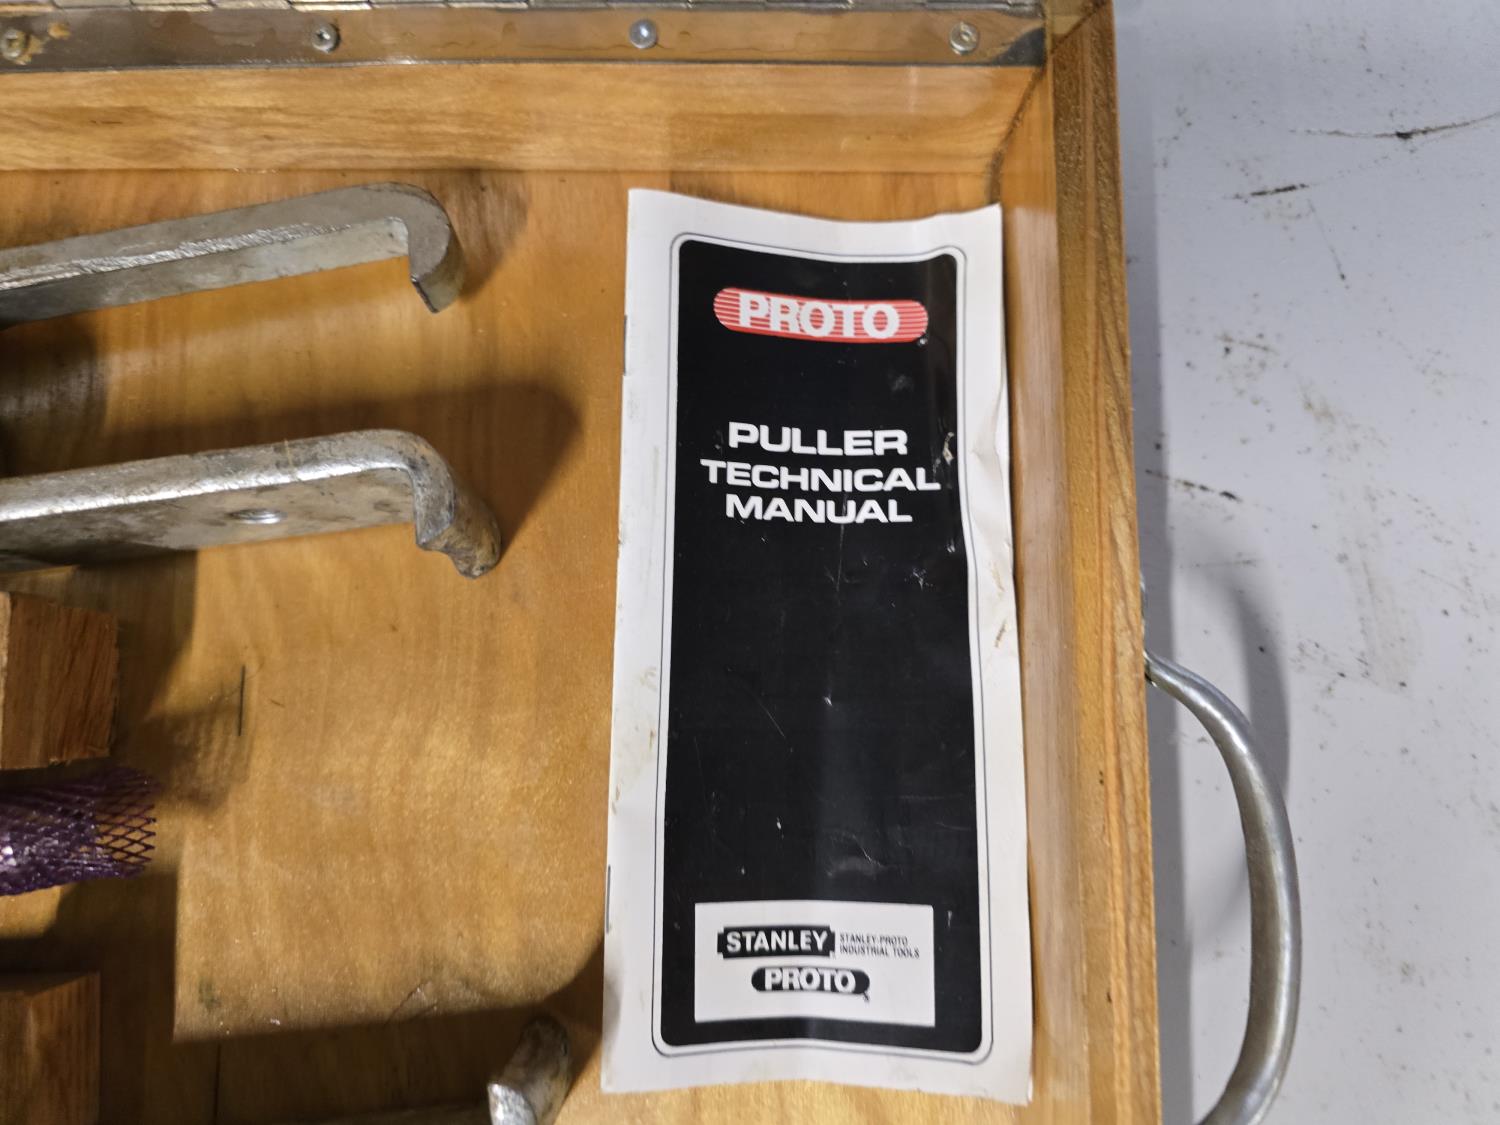 PROTO
PULLER
TECHNICAL
MANUAL
STANLEY
STANLEY-PROTO
INDUSTRIAL TOOLS
PROTO